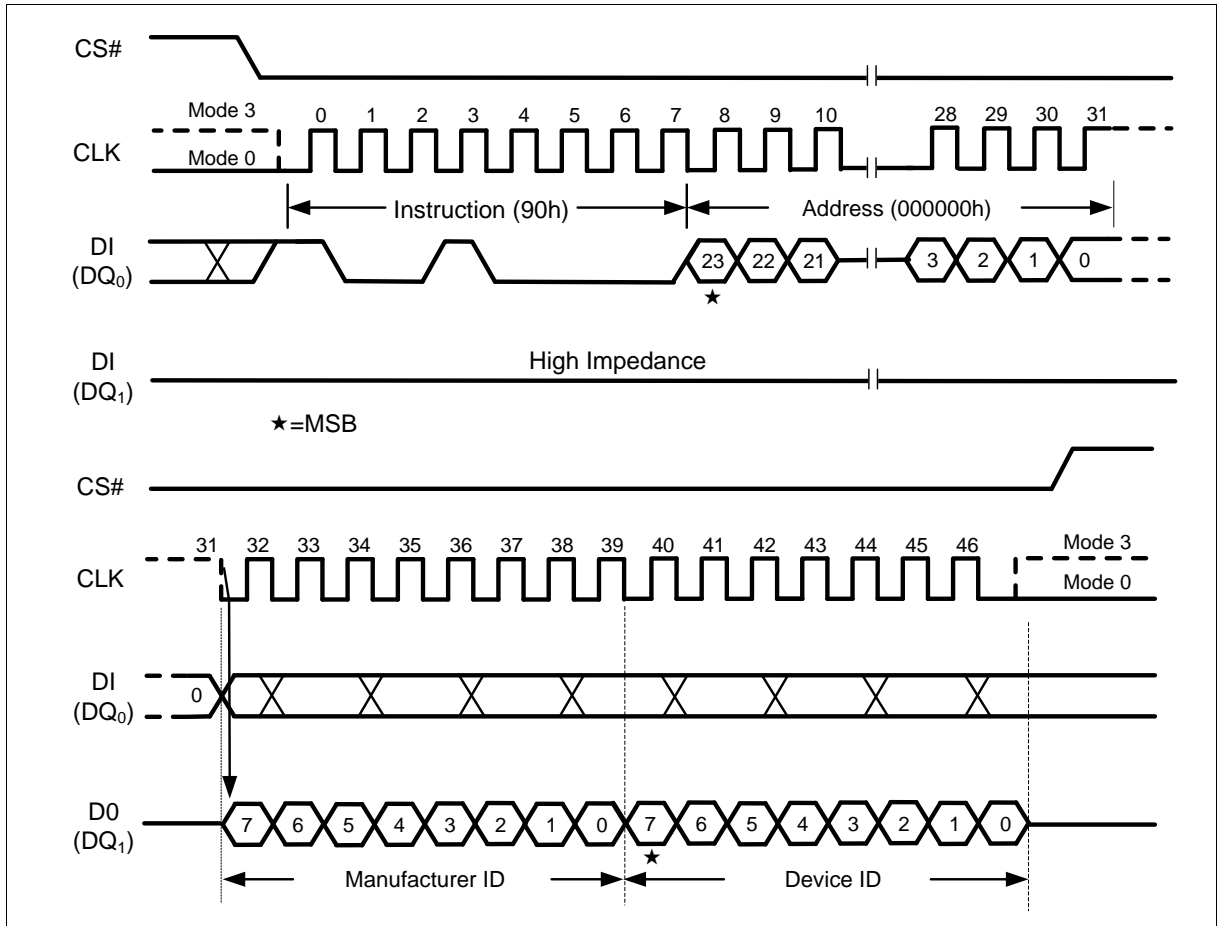 CS#
Mode 3
0 1 2 3 4 5 6 7 8 9 10 28 29 30 31
CLK
Mode 0
Instruction (90h) Address (000000h)
DI
(DQ0)
23 22 21 3 2 1 0
★
DI
(DQ1)
High Impedance
★=MSB
CS#
31 32 33 34 35 36 37 38 39 40 41 42 43 44 45 46 Mode 3
CLK
Mode 0
DI
(DQ0)
0
D0
(DQ1)
7 6 5 4 3 2 1 0 7 6 5 4 3 2 1 0
★
Manufacturer ID Device ID